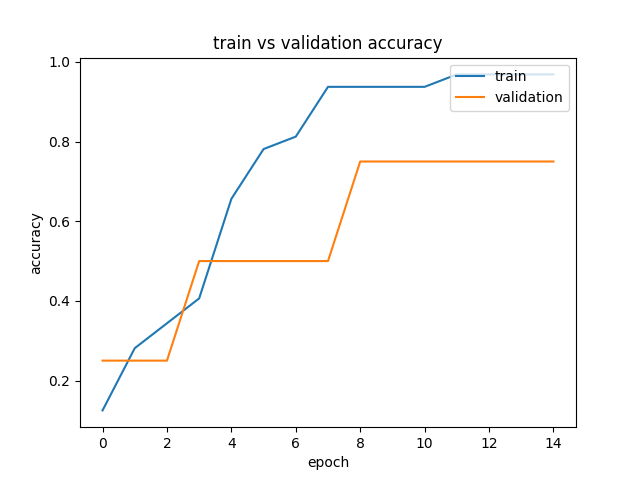 train vs validation accuracy
1.0
0.8
0.6
0.4
0.2
accuracy
train
validation
0 2 4 6 8 10 12 14
epoch